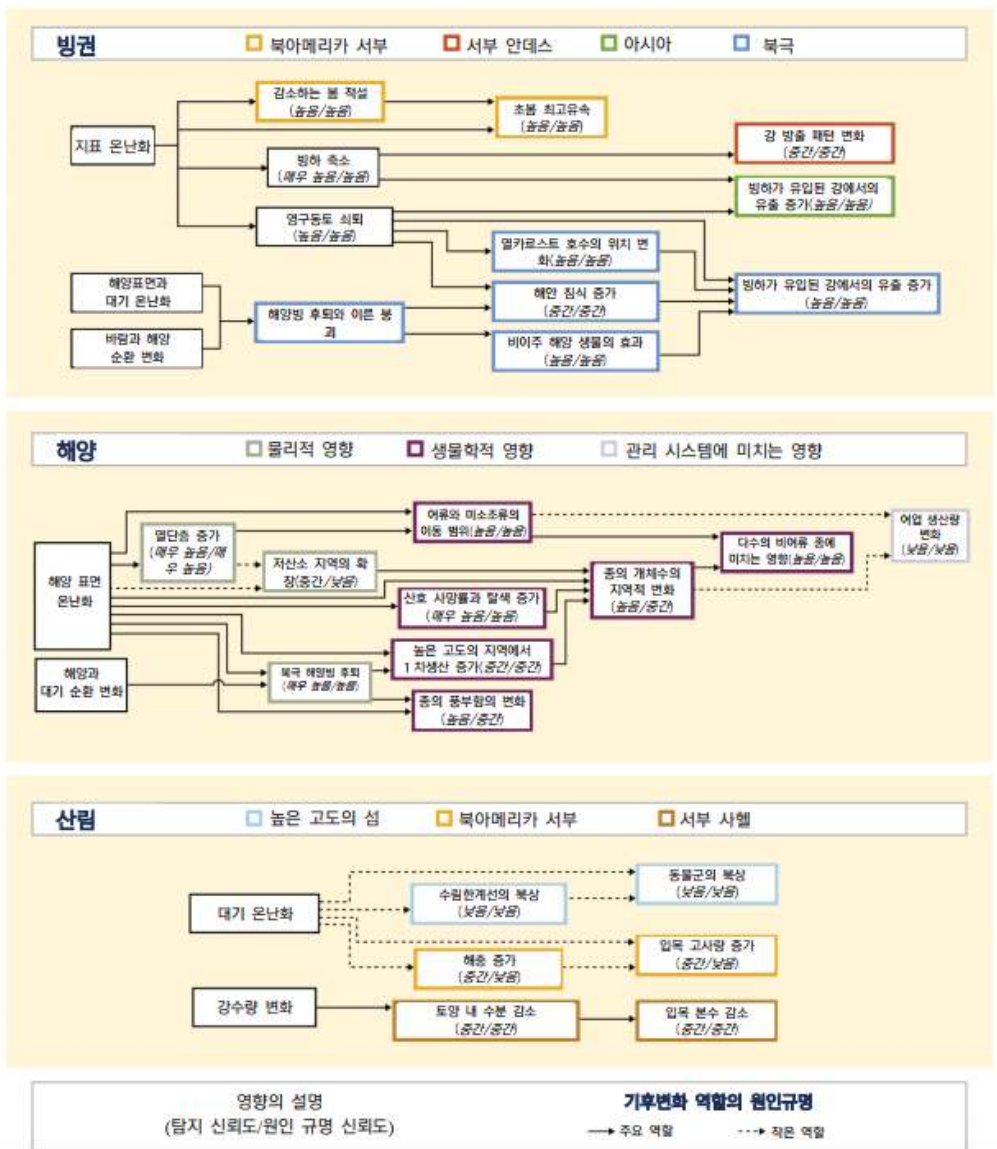 빙권
북아메리카 서부
서부 안데스
아시아
북극
지표 온난화
감소하는 봄 적설
(높음/높음)
초봄 최고유속
(높음/높음)
빙하 축소
(매우 높음/높음)
강 방출 패턴 변화
(중간/중간)
빙하가 유입된 강에서의
유출 증가(높음/높음)
영구동토 쇠퇴
(높음/높음)
열카르스트 호수의 위치 변
화(높음/높음)
해양표면과
대기 온난화
바람과 해양
순환 변화
해양빙 후퇴와 이른 붕
괴
해안 침식 증가
(중간/중간)
비이주 해양 생물의 효과
(높음/높음)
빙하가 유입된 강에서의 유출 증가
(높음/높음)
해양
물리적 영향
생물학적 영향
관리 시스템에 미치는 영향
해양 표면
온난화
해양과
대기 순환 변화
열단층 증가
(매우 높음/매
우 높음)
저산소 지역의 확
장(중간/낮음)
북극 해양빙 후퇴
(매우 높음/높음)
어류와 미소조류의
이동 범위(높음/높음)
산호 사망률과 탈색 증가
(매우 높음/높음)
높은 고도의 지역에서
1차생산 증가(중간/중간)
종의 풍부함의 변화
(높음/중간)
종의 개체수의
지역적 변화
(높음/중간)
다수의 비어류 종에
미치는 영향(높음/높음)
어업 생산량
변화
(낮음/낮음)
산림
높은 고도의 섬
북아메리카 서부
서부 사헬
대기 온난화
강수량 변화
수림한계선의 북상
(낮음/낮음)
동물군의 북상
(낮음/낮음)
해충 증가
(중간/낮음)
입목 고사량 증가
(중간/낮음)
토양 내 수분 감소
(중간/중간)
입목 본수 감소
(중간/중간)
영향의 설명
(탐지 신뢰도/원인 규명 신뢰도)
기후변화 역할의 원인규명
주요 역할
작은 역할